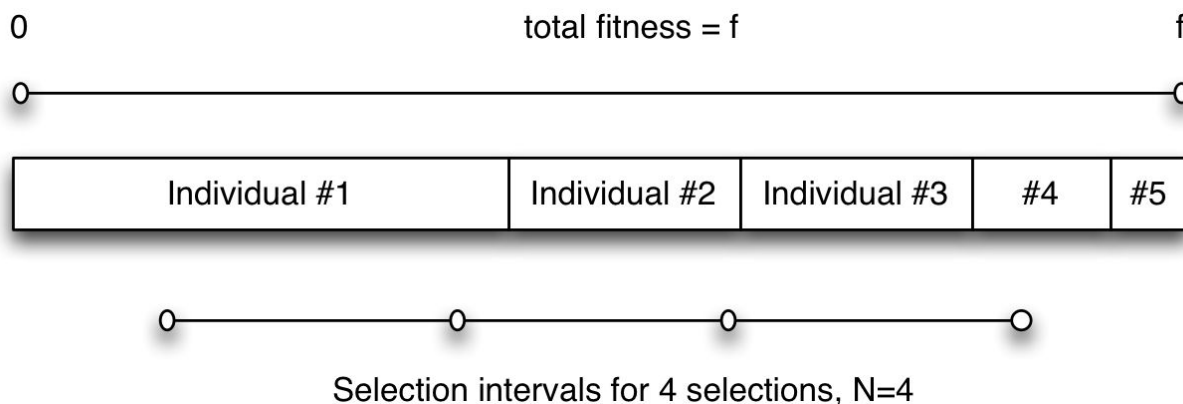 0 total fitness = f f
Individual #1 Individual #2 Individual #3 #4 #5
Selection intervals for 4 selections, N=4